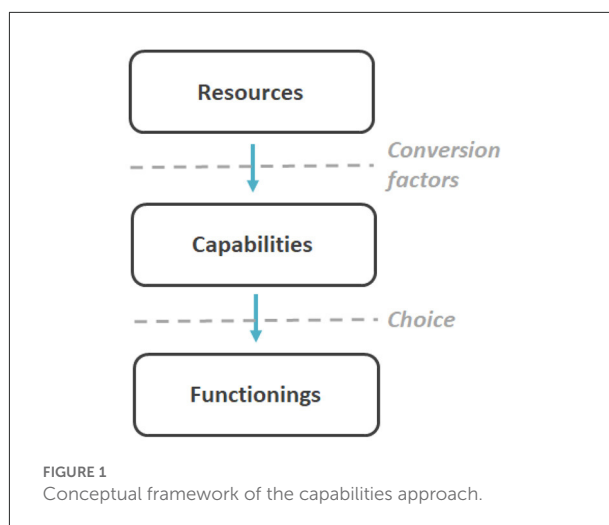 Resources
Conversion
factors
Capabilities
Choice
Functionings
FIGURE 1
Conceptual framework of the capabilities approach.